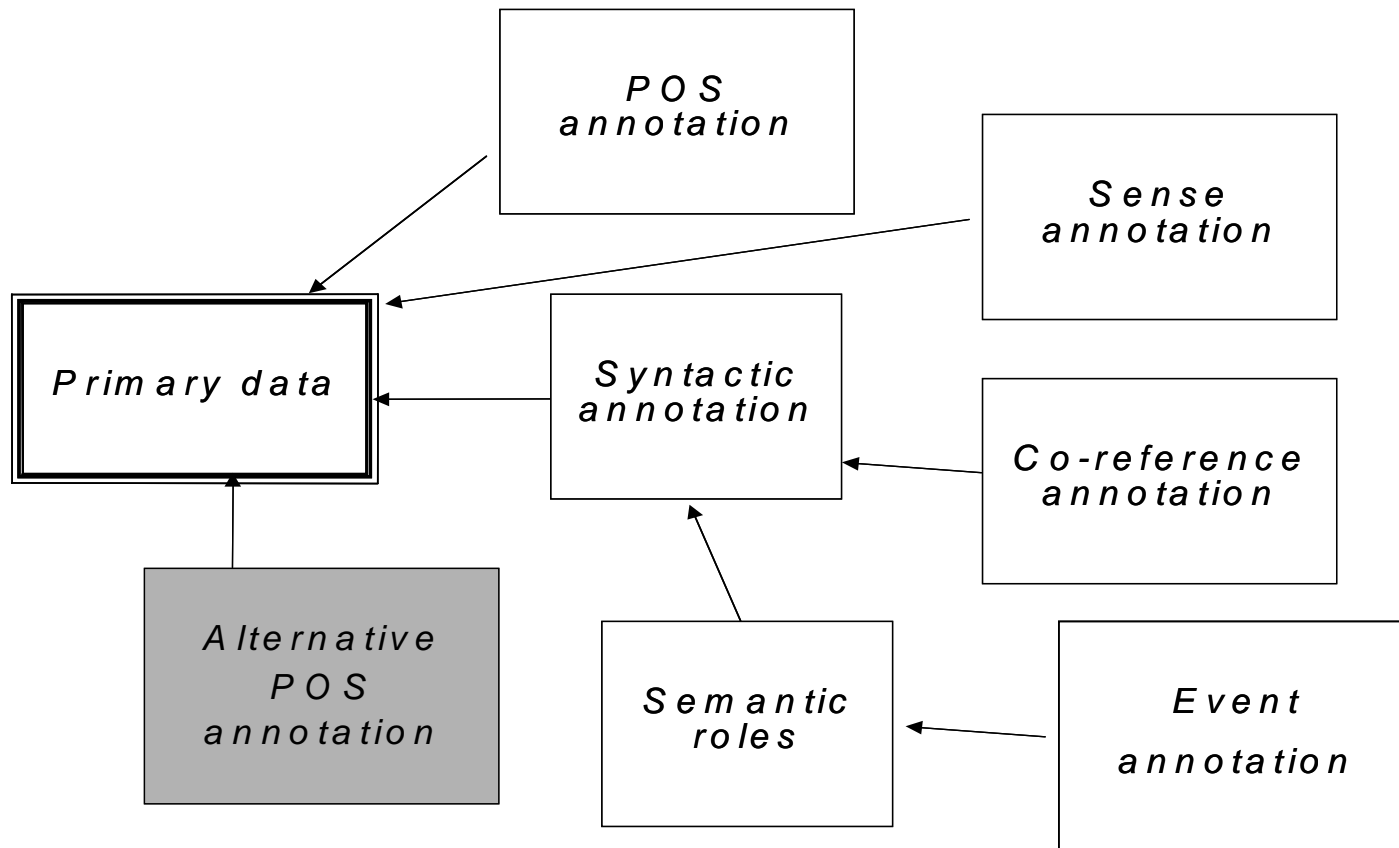 POS
annotation
Sense
annotation
Primary data
Syntactic
annotation
Co-reference
annotation
Alternative
POS
annotation
Semantic
roles
Event
annotation